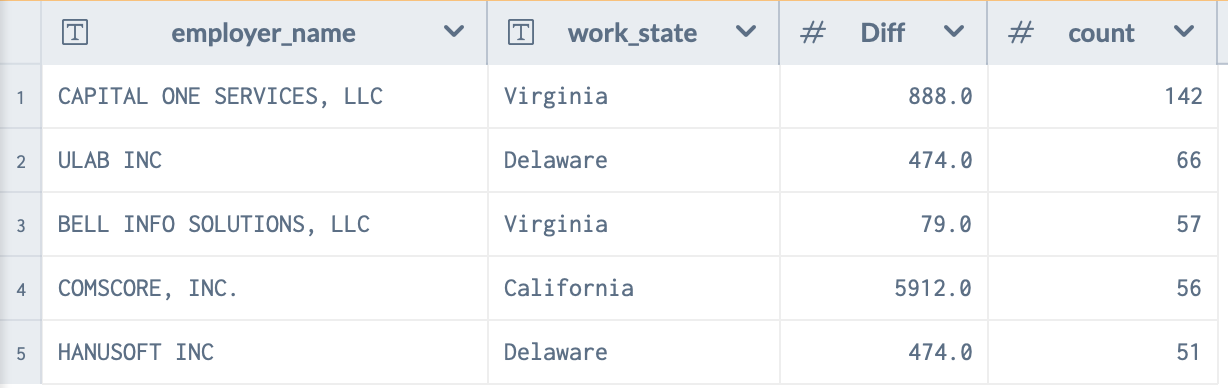 T employer_name T work_state # Diff # count
1 CAPITAL ONE SERVICES, LLC Virginia 888.0 142
2 ULAB INC Delaware 474.0 66
3 BELL INFO SOLUTIONS, LLC Virginia 79.0 57
4 COMSCORE, INC. California 5912.0 56
5 HANUSOFT INC Delaware 474.0 51